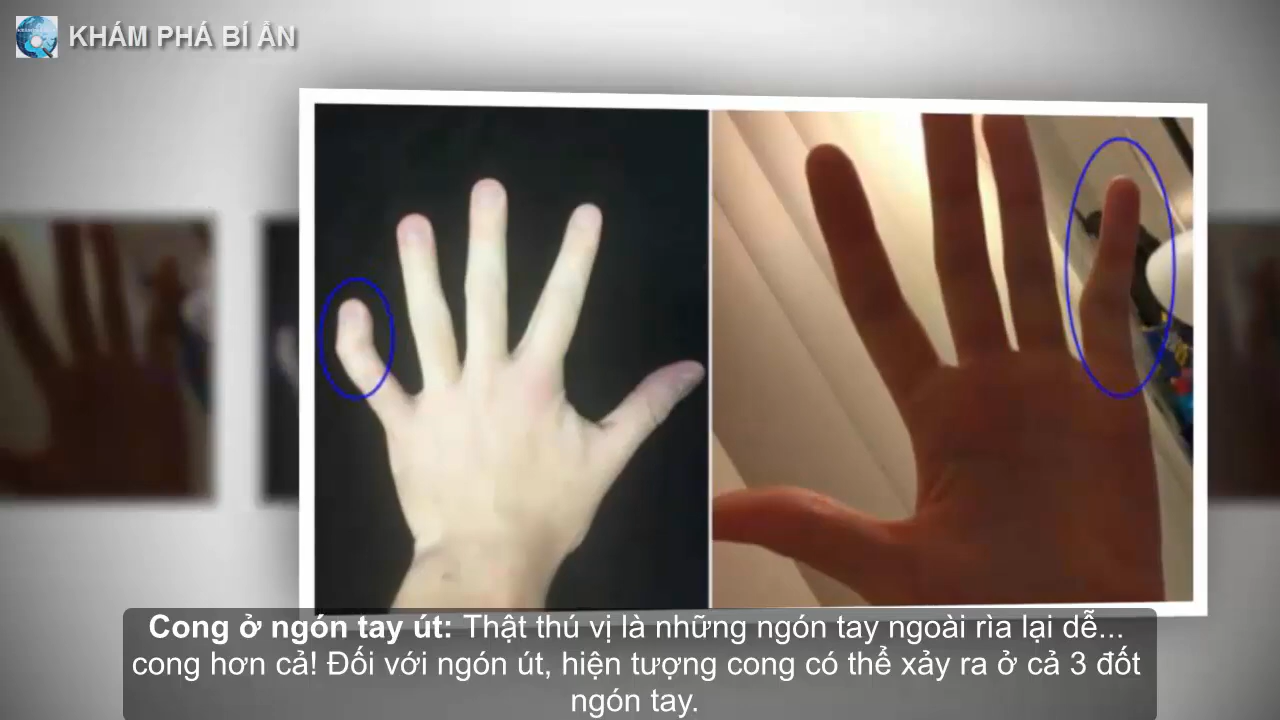 KHÁM PHÁ BÍ ẨN
Cong ở ngón tay út: Thật thú vị là những ngón tay ngoài rìa lại dễ...
cong hơn cả! Đối với ngón út, hiện tượng cong có thể xảy ra ở cả 3 đốt
ngón tay.